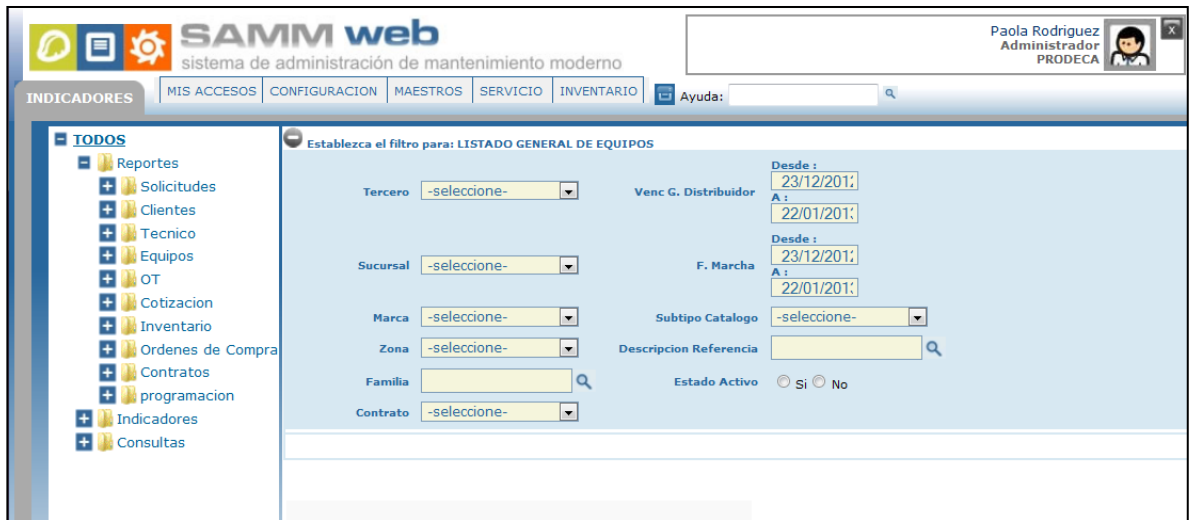 SAMM web
sistema de administración de mantenimiento moderno
Paola Rodriguez
Administrador
PRODECA
X
INDICADORES
MIS ACCESOS
CONFIGURACION
MAESTROS
SERVICIO
INVENTARIO
Ayuda:
TODOS
Reportes
Solicitudes
Clientes
Tecnico
Equipos
OT
Cotizacion
Inventario
Ordenes de Compra
Contratos
programacion
Indicadores
Consultas
Establezca el filtro para: LISTADO GENERAL DE EQUIPOS
Tercero -seleccione-
Venc G. Distribuidor
Desde :
23/12/2012
A :
22/01/2013
Sucursal -seleccione-
F. Marcha
Desde :
23/12/2012
A :
22/01/2013
Marca -seleccione-
Subtipo Catalogo -seleccione-
Zona -seleccione-
Descripcion Referencia
Familia
Estado Activo Si No
Contrato -seleccione-